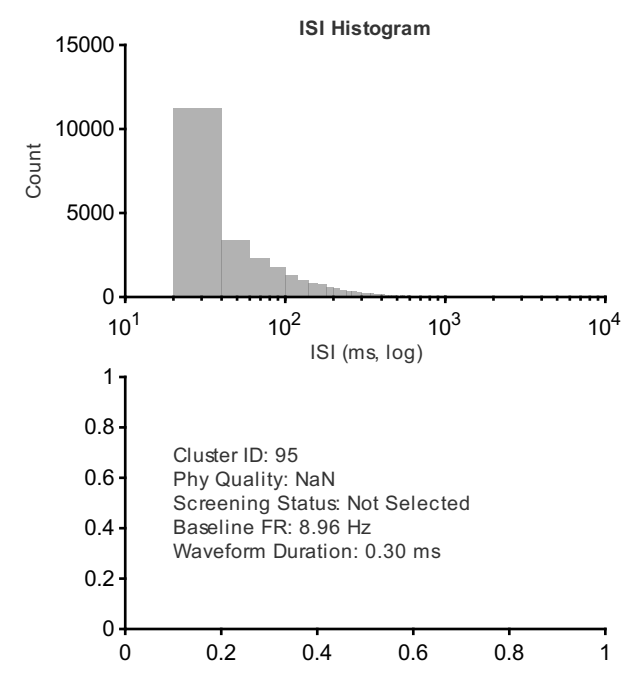 ISI Histogram
15000
10000
5000
0
Count
10^1
10^2
10^3
10^4
ISI (ms, log)
1
0.8
0.6
0.4
0.2
0
Cluster ID: 95
Phy Quality: NaN
Screening Status: Not Selected
Baseline FR: 8.96 Hz
Waveform Duration: 0.30 ms
0
0.2
0.4
0.6
0.8
1